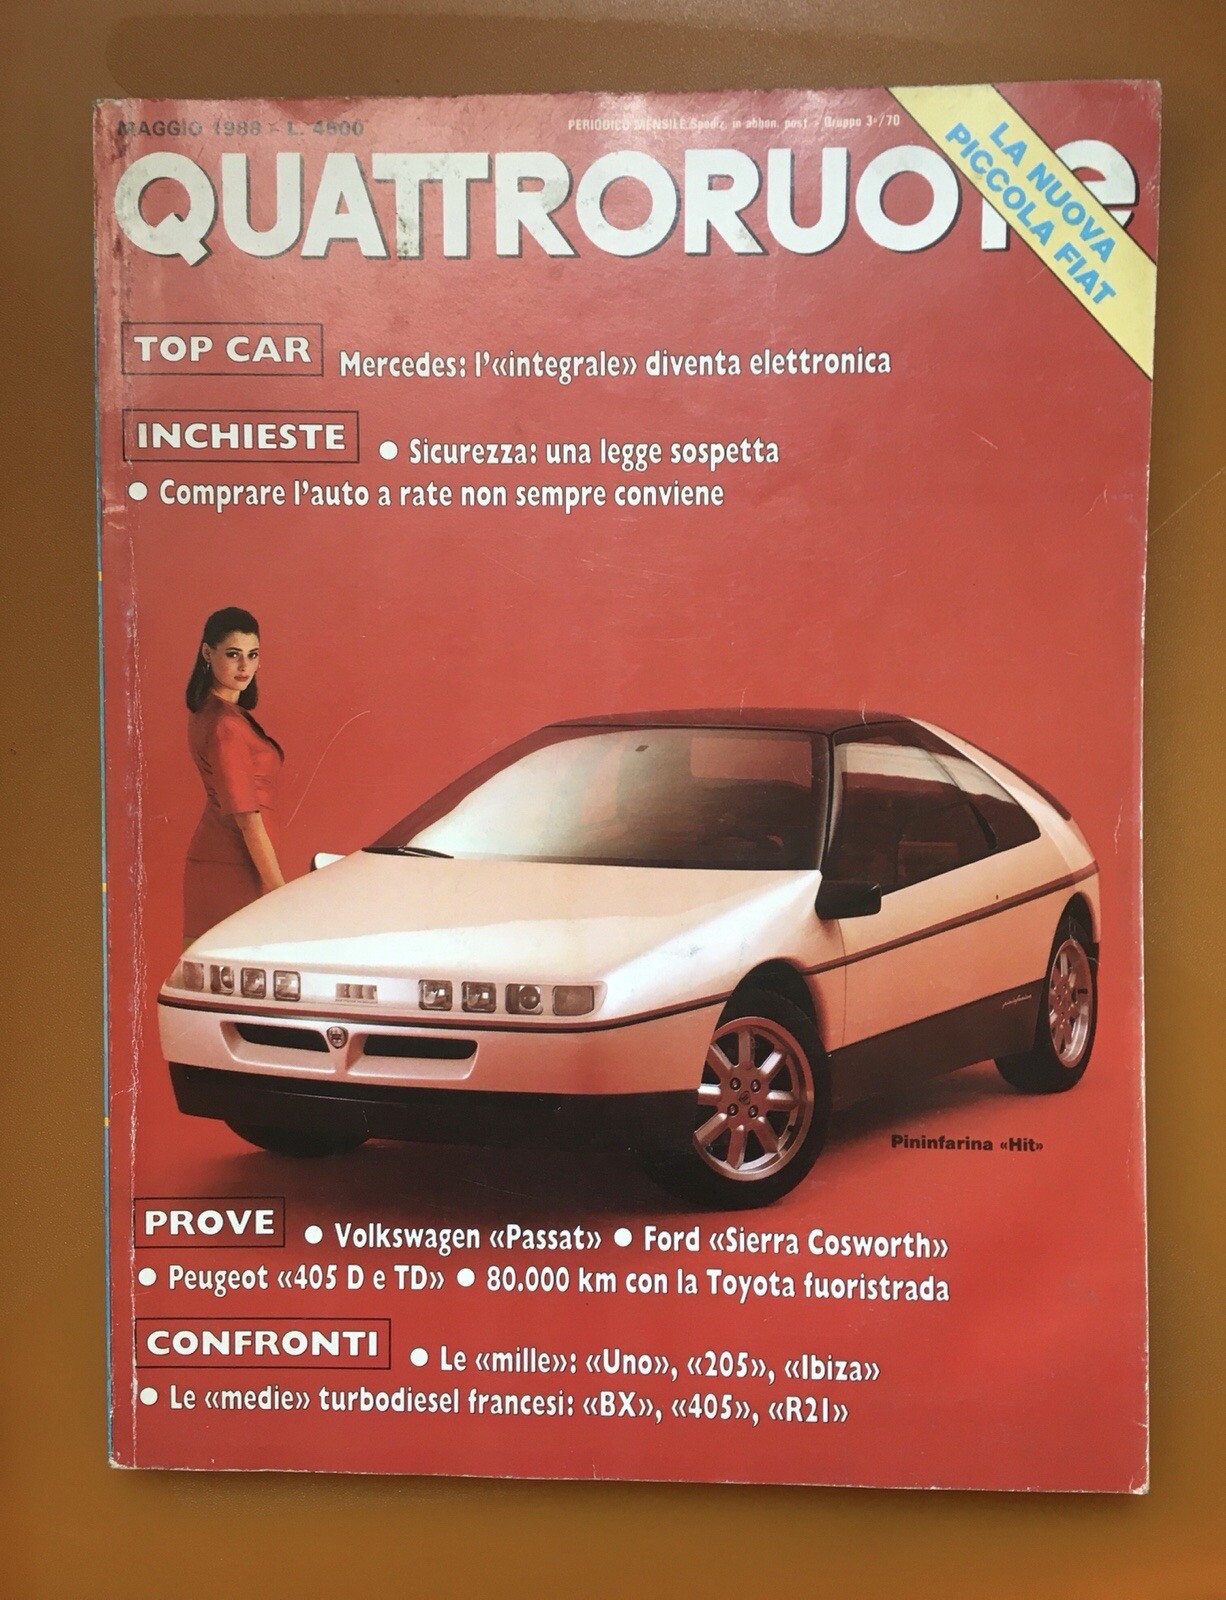 MAGGIO 1988 - L. 4800
PERIODICO MENSILE Spediz. in abbon. post. - Gruppo 3°/70
QUATTRORUOTe
LA NUOVA
PICCOLA FIAT
TOP CAR Mercedes: l'«integrale» diventa elettronica
INCHIESTE ● Sicurezza: una legge sospetta
● Comprare l'auto a rate non sempre conviene
HIT
pininfarina
Pininfarina «Hit»
PROVE ● Volkswagen «Passat» ● Ford «Sierra Cosworth»
● Peugeot «405 D e TD» ● 80.000 km con la Toyota fuoristrada
CONFRONTI ● Le «mille»: «Uno», «205», «Ibiza»
● Le «medie» turbodiesel francesi: «BX», «405», «R21»